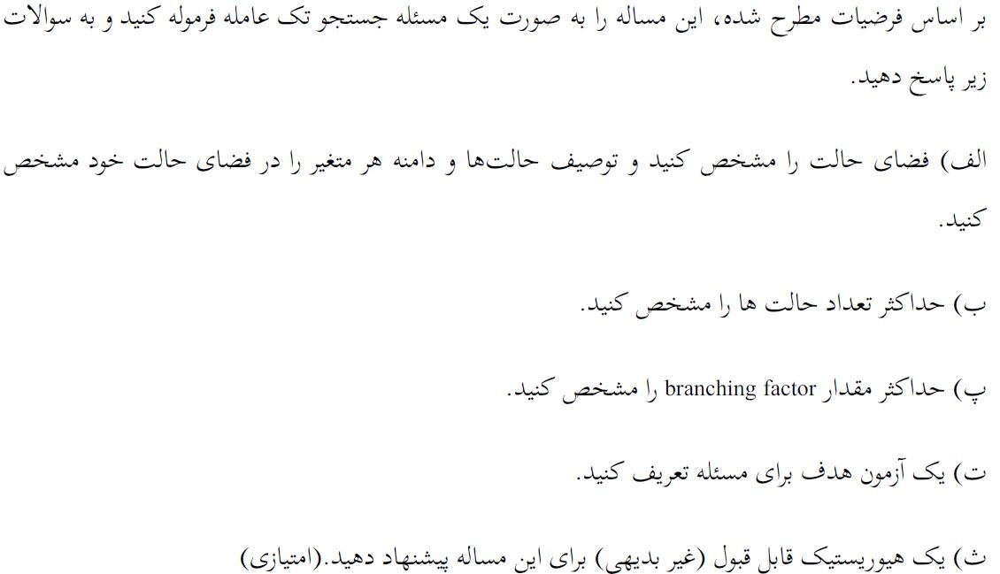 بر اساس فرضیات مطرح شده، این مساله را به صورت یک مسئله جستجو تک عامله فرموله کنید و به سوالات
زیر پاسخ دهید.
الف) فضای حالت را مشخص کنید و توصیف حالت‌ها و دامنه هر متغیر را در فضای حالت خود مشخص
کنید.
ب) حداکثر تعداد حالت ها را مشخص کنید.
پ) حداکثر مقدار branching factor را مشخص کنید.
ت) یک آزمون هدف برای مسئله تعریف کنید.
ث) یک هیوریستیک قابل قبول (غیر بدیهی) برای این مساله پیشنهاد دهید.(امتیازی)